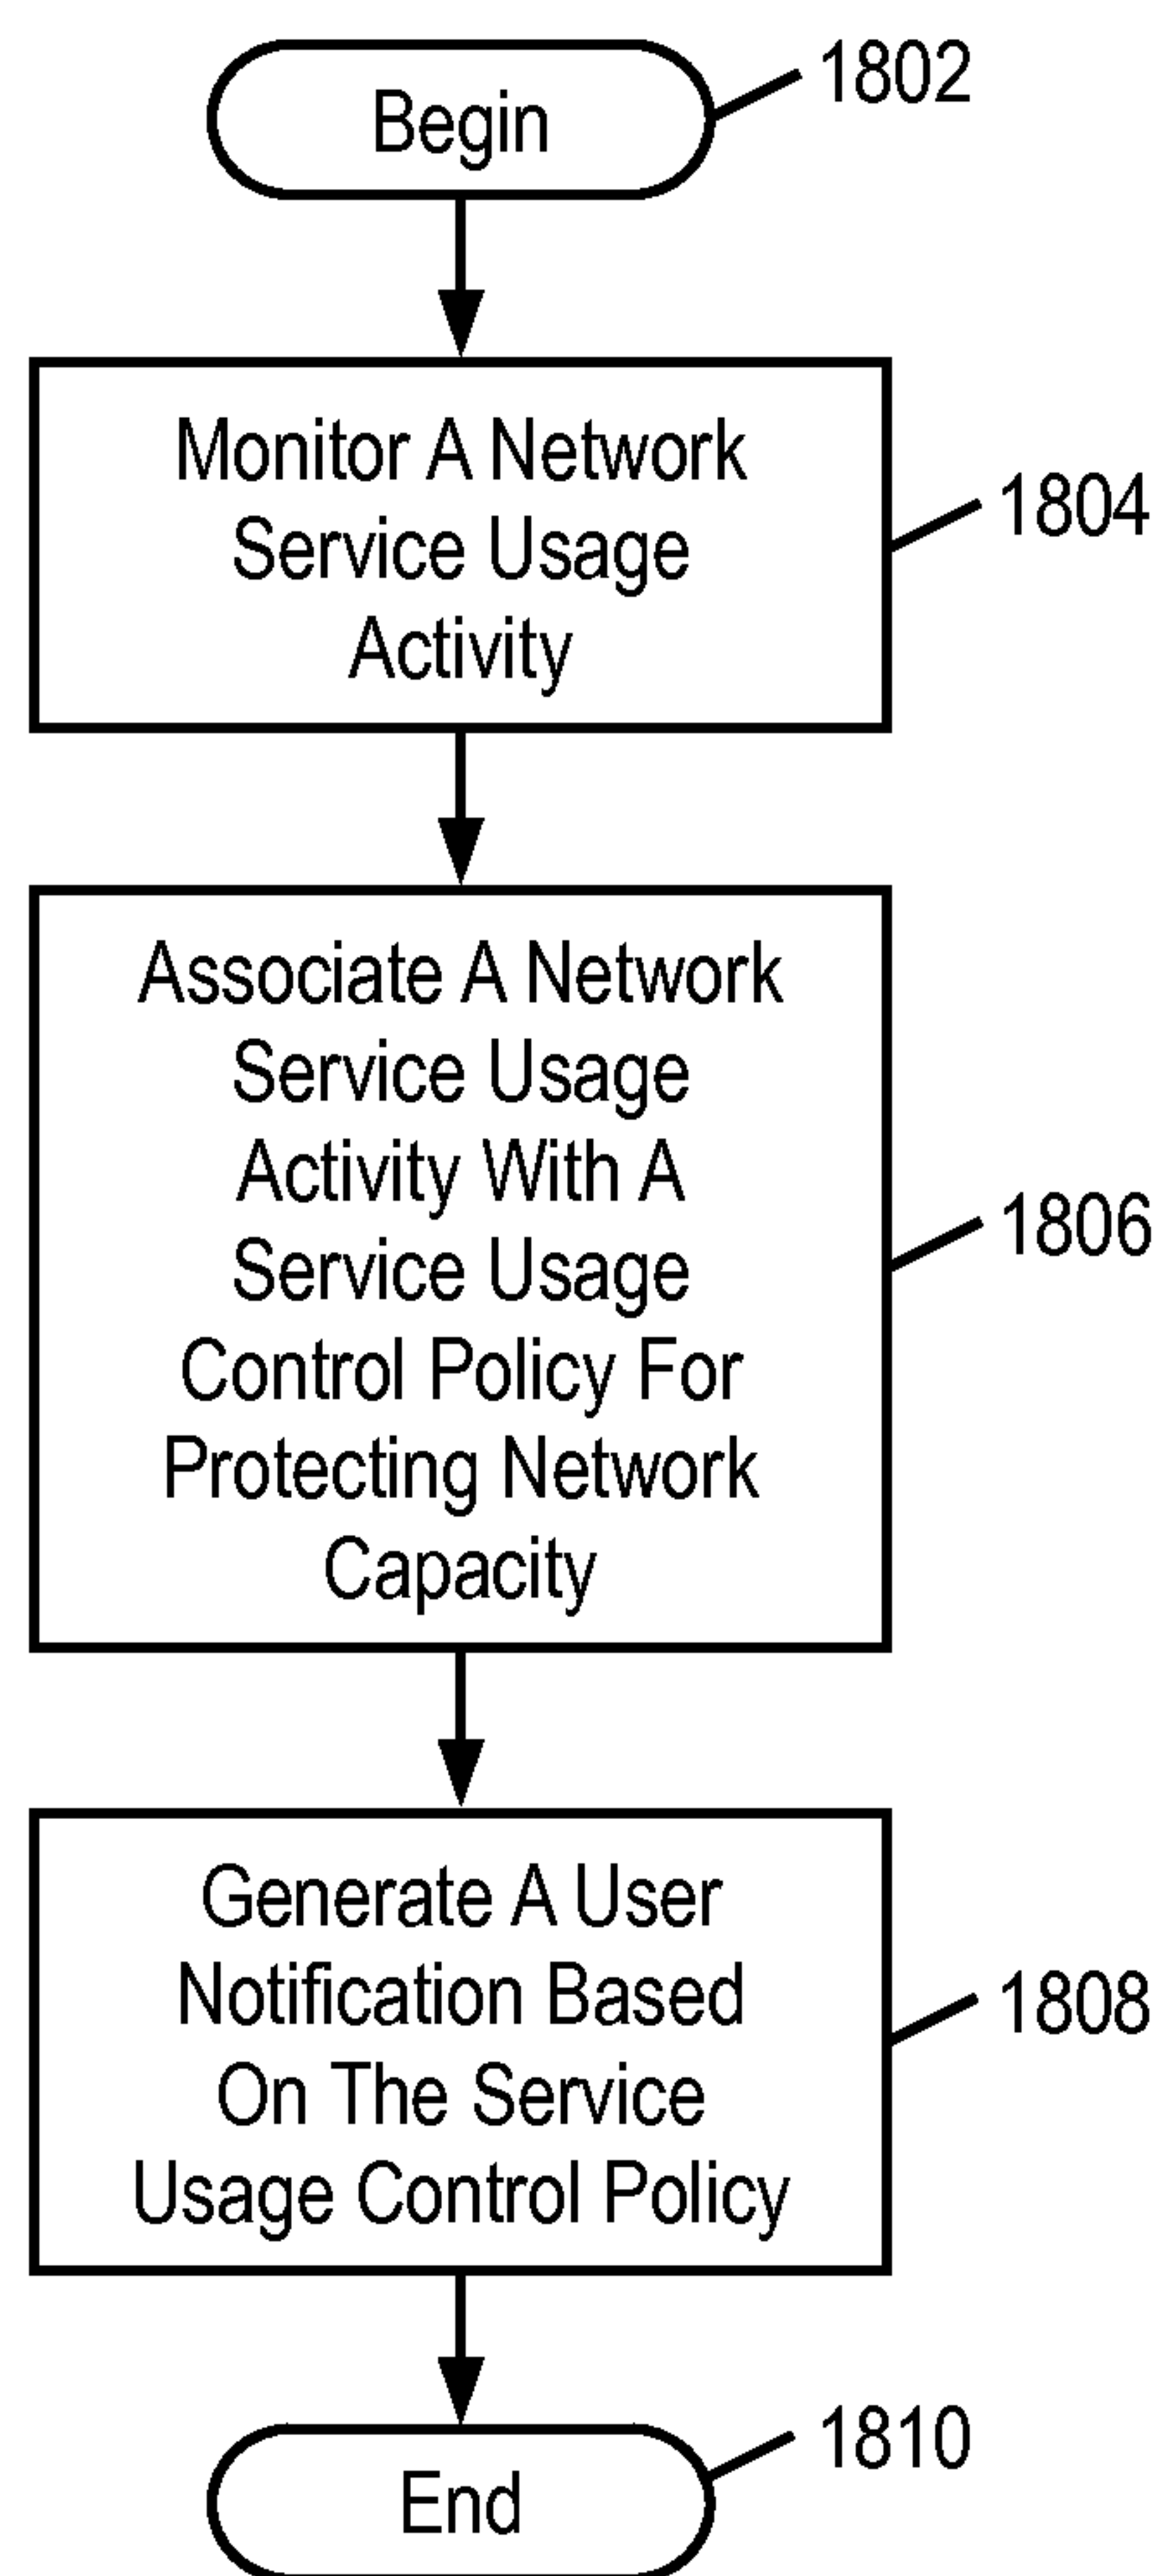 Begin
1802
Monitor A Network
Service Usage
Activity
1804
Associate A Network
Service Usage
Activity With A
Service Usage
Control Policy For
Protecting Network
Capacity
1806
Generate A User
Notification Based
On The Service
Usage Control Policy
1808
End
1810